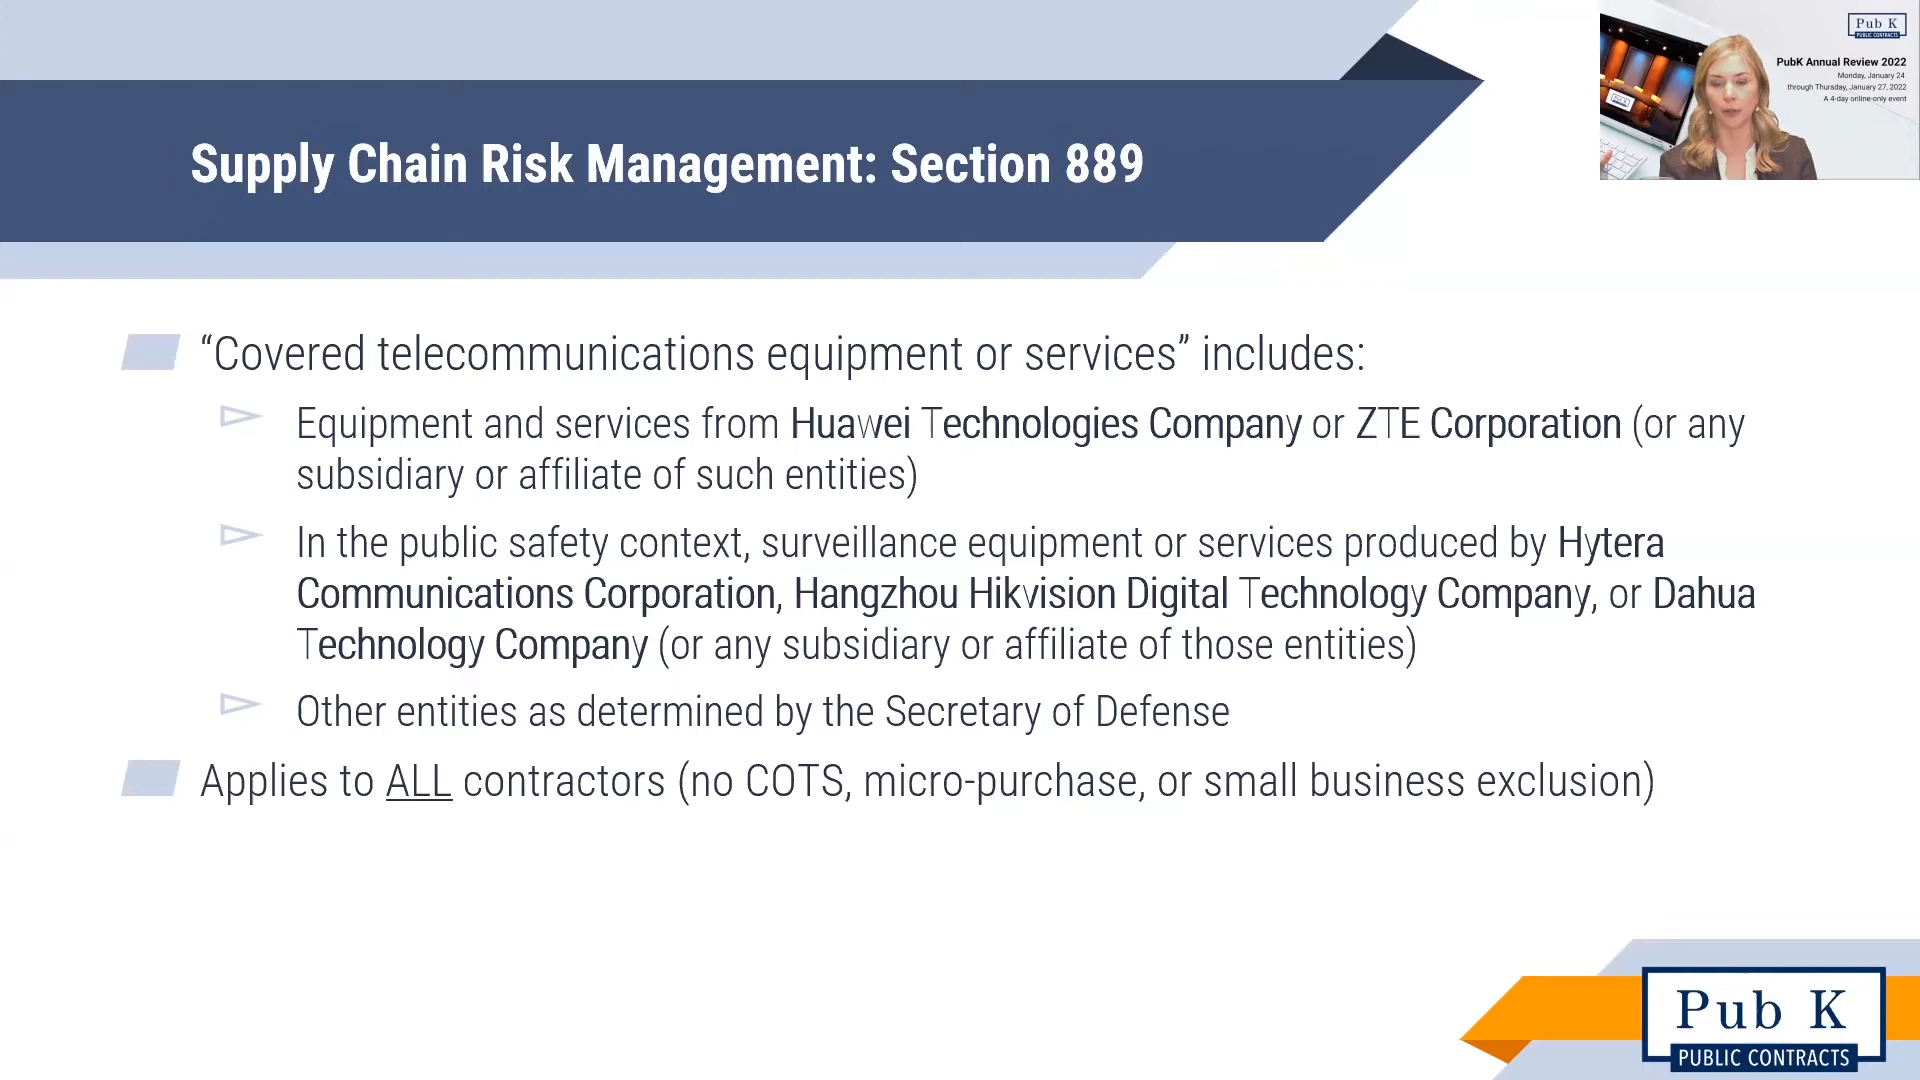 Pub K
PUBLIC CONTRACTS
PubK Annual Review 2022
Monday, January 24
through Thursday, January 27, 2022
A 4-day online-only event
Supply Chain Risk Management: Section 889
“Covered telecommunications equipment or services” includes:
Equipment and services from Huawei Technologies Company or ZTE Corporation (or any
subsidiary or affiliate of such entities)
In the public safety context, surveillance equipment or services produced by Hytera
Communications Corporation, Hangzhou Hikvision Digital Technology Company, or Dahua
Technology Company (or any subsidiary or affiliate of those entities)
Other entities as determined by the Secretary of Defense
Applies to ALL contractors (no COTS, micro-purchase, or small business exclusion)
Pub K
PUBLIC CONTRACTS